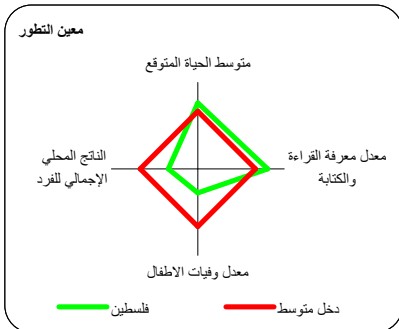 معين التطور
متوسط الحياة المتوقع
معدل معرفة القراءة
والكتابة
الناتج المحلي
الإجمالي للفرد
معدل وفيات الاطفال
دخل متوسط
فلسطين